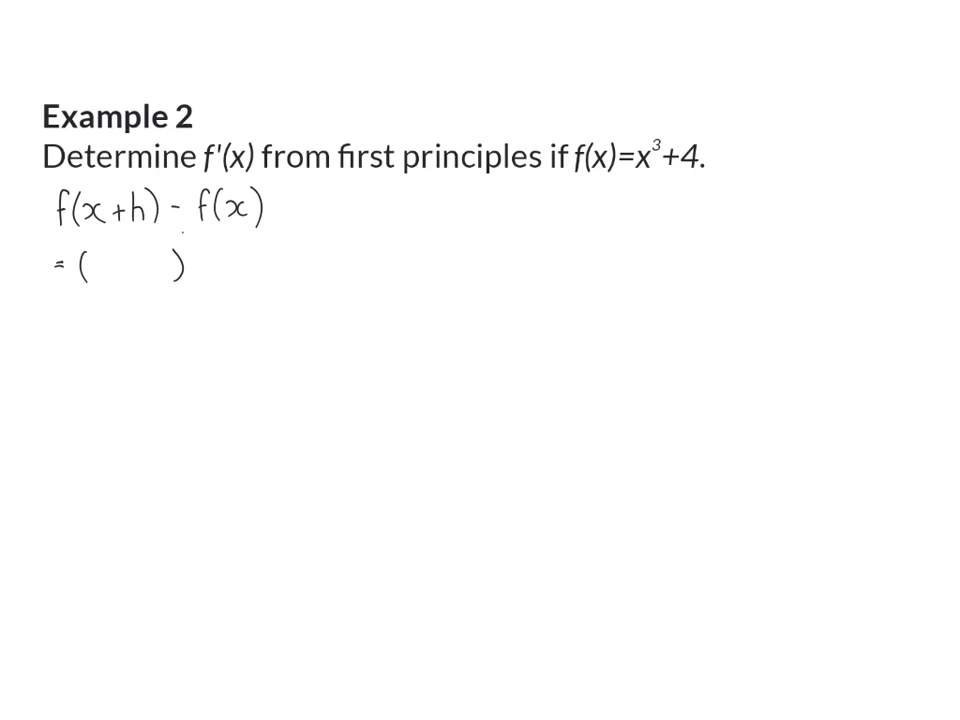 Example 2
Determine f'(x) from first principles if f(x)=x³+4.
f(x+h) - f(x)
= ( )